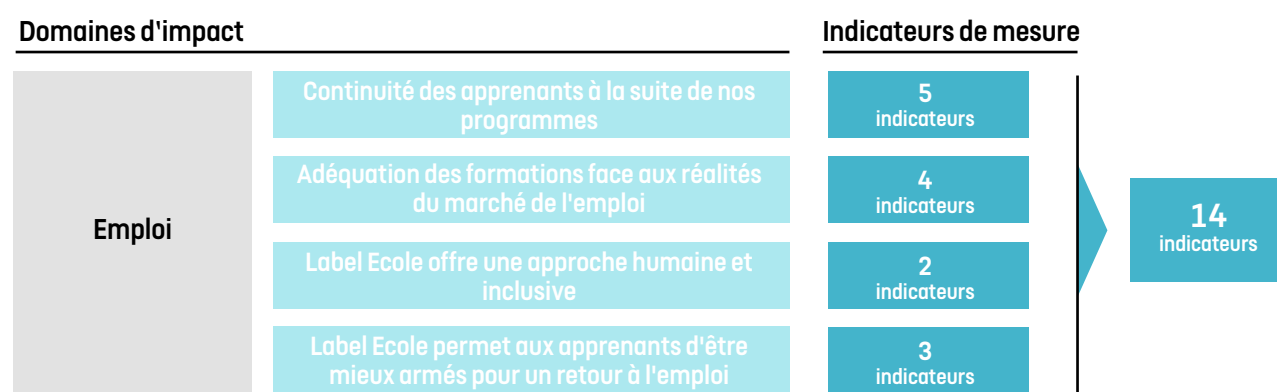 Domaines d'impact
Indicateurs de mesure
Emploi
Continuité des apprenants à la suite de nos
programmes
5
indicateurs
Adéquation des formations face aux réalités
du marché de l'emploi
4
indicateurs
Label Ecole offre une approche humaine et
inclusive
2
indicateurs
Label Ecole permet aux apprenants d'être
mieux armés pour un retour à l'emploi
3
indicateurs
14
indicateurs